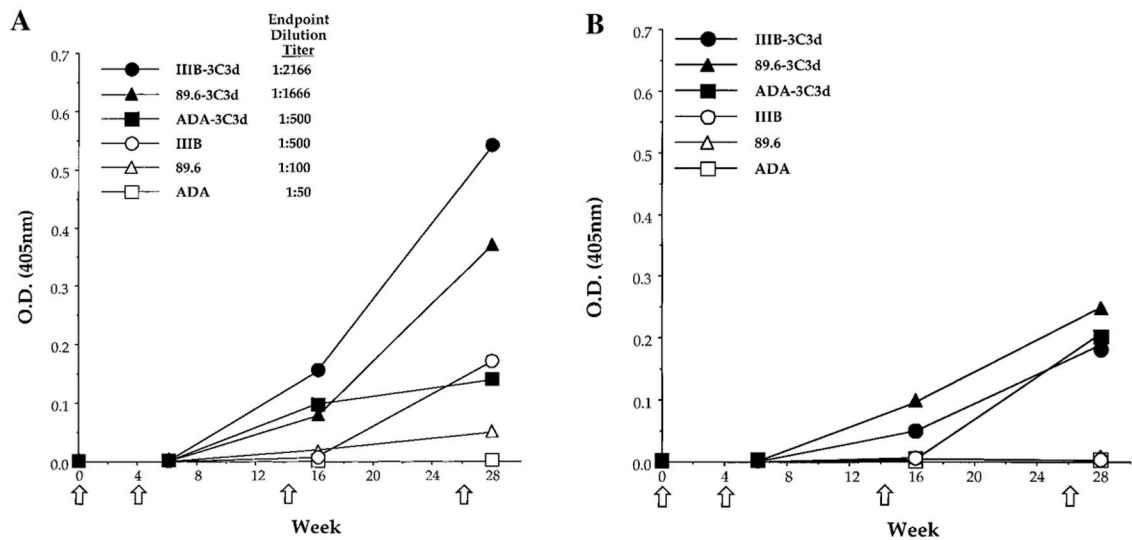 A
Endpoint
Dilution
Titer
IIIB-3C3d 1:2166
89.6-3C3d 1:1666
ADA-3C3d 1:500
IIIB 1:500
89.6 1:100
ADA 1:50
0.7
0.6
0.5
0.4
0.3
0.2
0.1
0.0
O.D. (405nm)
0 4 8 12 16 20 24 28
Week
B
IIIB-3C3d
89.6-3C3d
ADA-3C3d
IIIB
89.6
ADA
0.7
0.6
0.5
0.4
0.3
0.2
0.1
0.0
O.D. (405nm)
0 4 8 12 16 20 24 28
Week